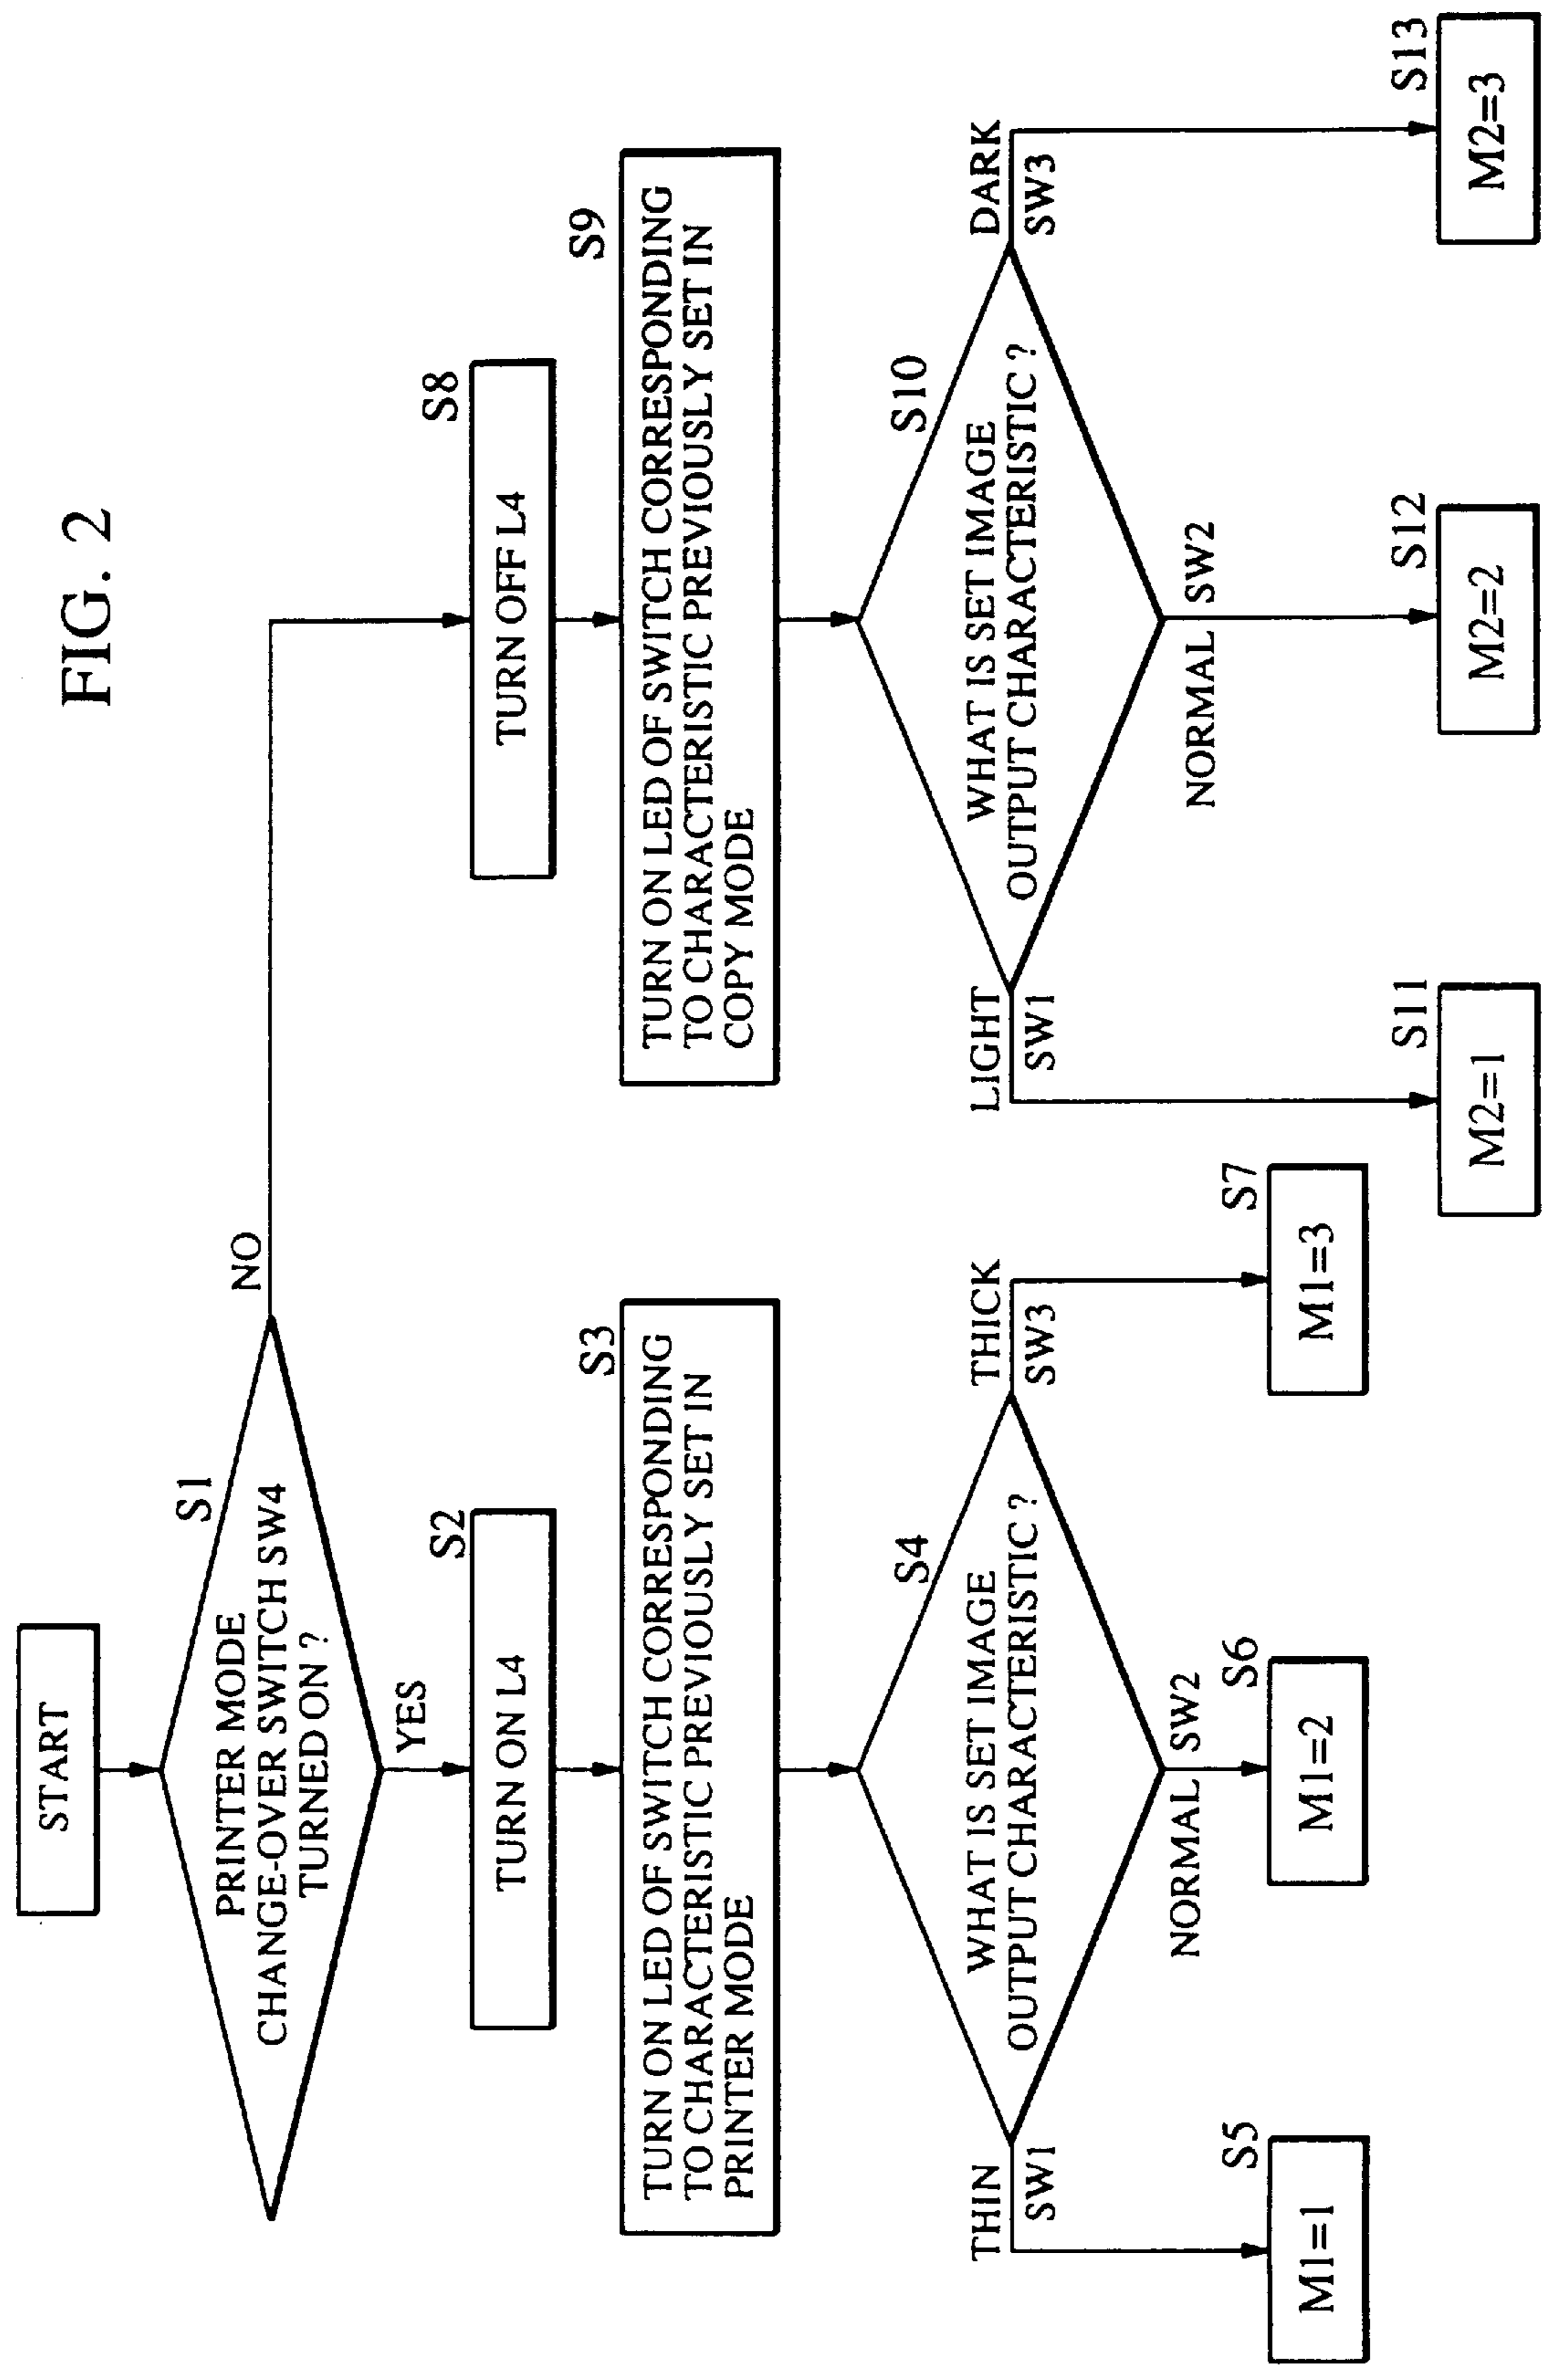 FIG. 2
START
S1
PRINTER MODE
CHANGE-OVER SWITCH SW4
TURNED ON ?
NO
YES
S2
TURN ON L4
S3
TURN ON LED OF SWITCH CORRESPONDING
TO CHARACTERISTIC PREVIOUSLY SET IN
PRINTER MODE
S4
WHAT IS SET IMAGE
OUTPUT CHARACTERISTIC ?
THIN
SW1
NORMAL SW2
THICK
SW3
S5
M1=1
S6
M1=2
S7
M1=3
S8
TURN OFF L4
S9
TURN ON LED OF SWITCH CORRESPONDING
TO CHARACTERISTIC PREVIOUSLY SET IN
COPY MODE
S10
WHAT IS SET IMAGE
OUTPUT CHARACTERISTIC ?
LIGHT
SW1
NORMAL SW2
DARK
SW3
S11
M2=1
S12
M2=2
S13
M2=3